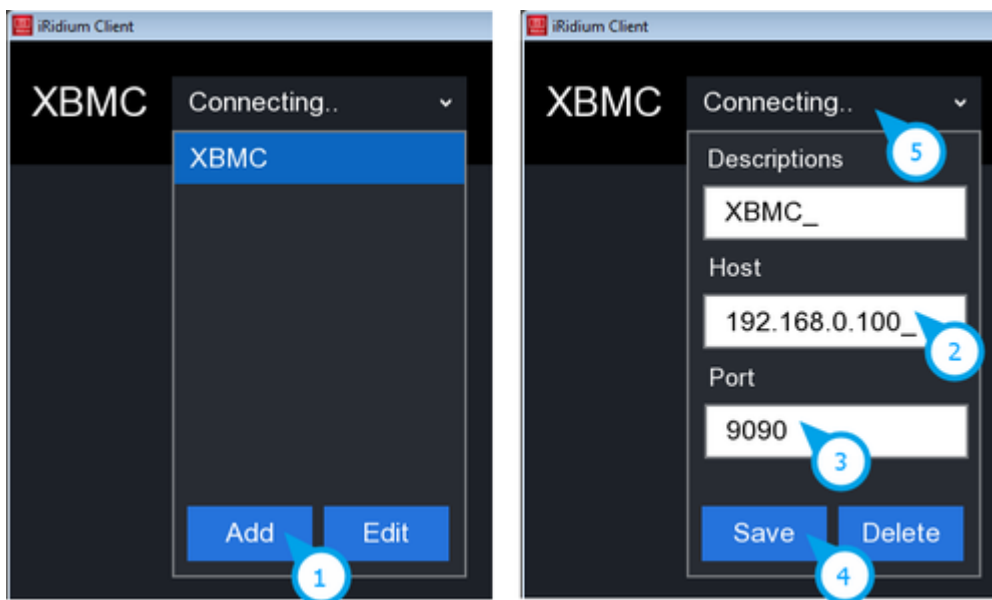 iRidium Client
XBMC Connecting..
XBMC
Add Edit
1
iRidium Client
XBMC Connecting..
5
Descriptions
XBMC_
Host
192.168.0.100_
2
Port
9090
3
Save Delete
4